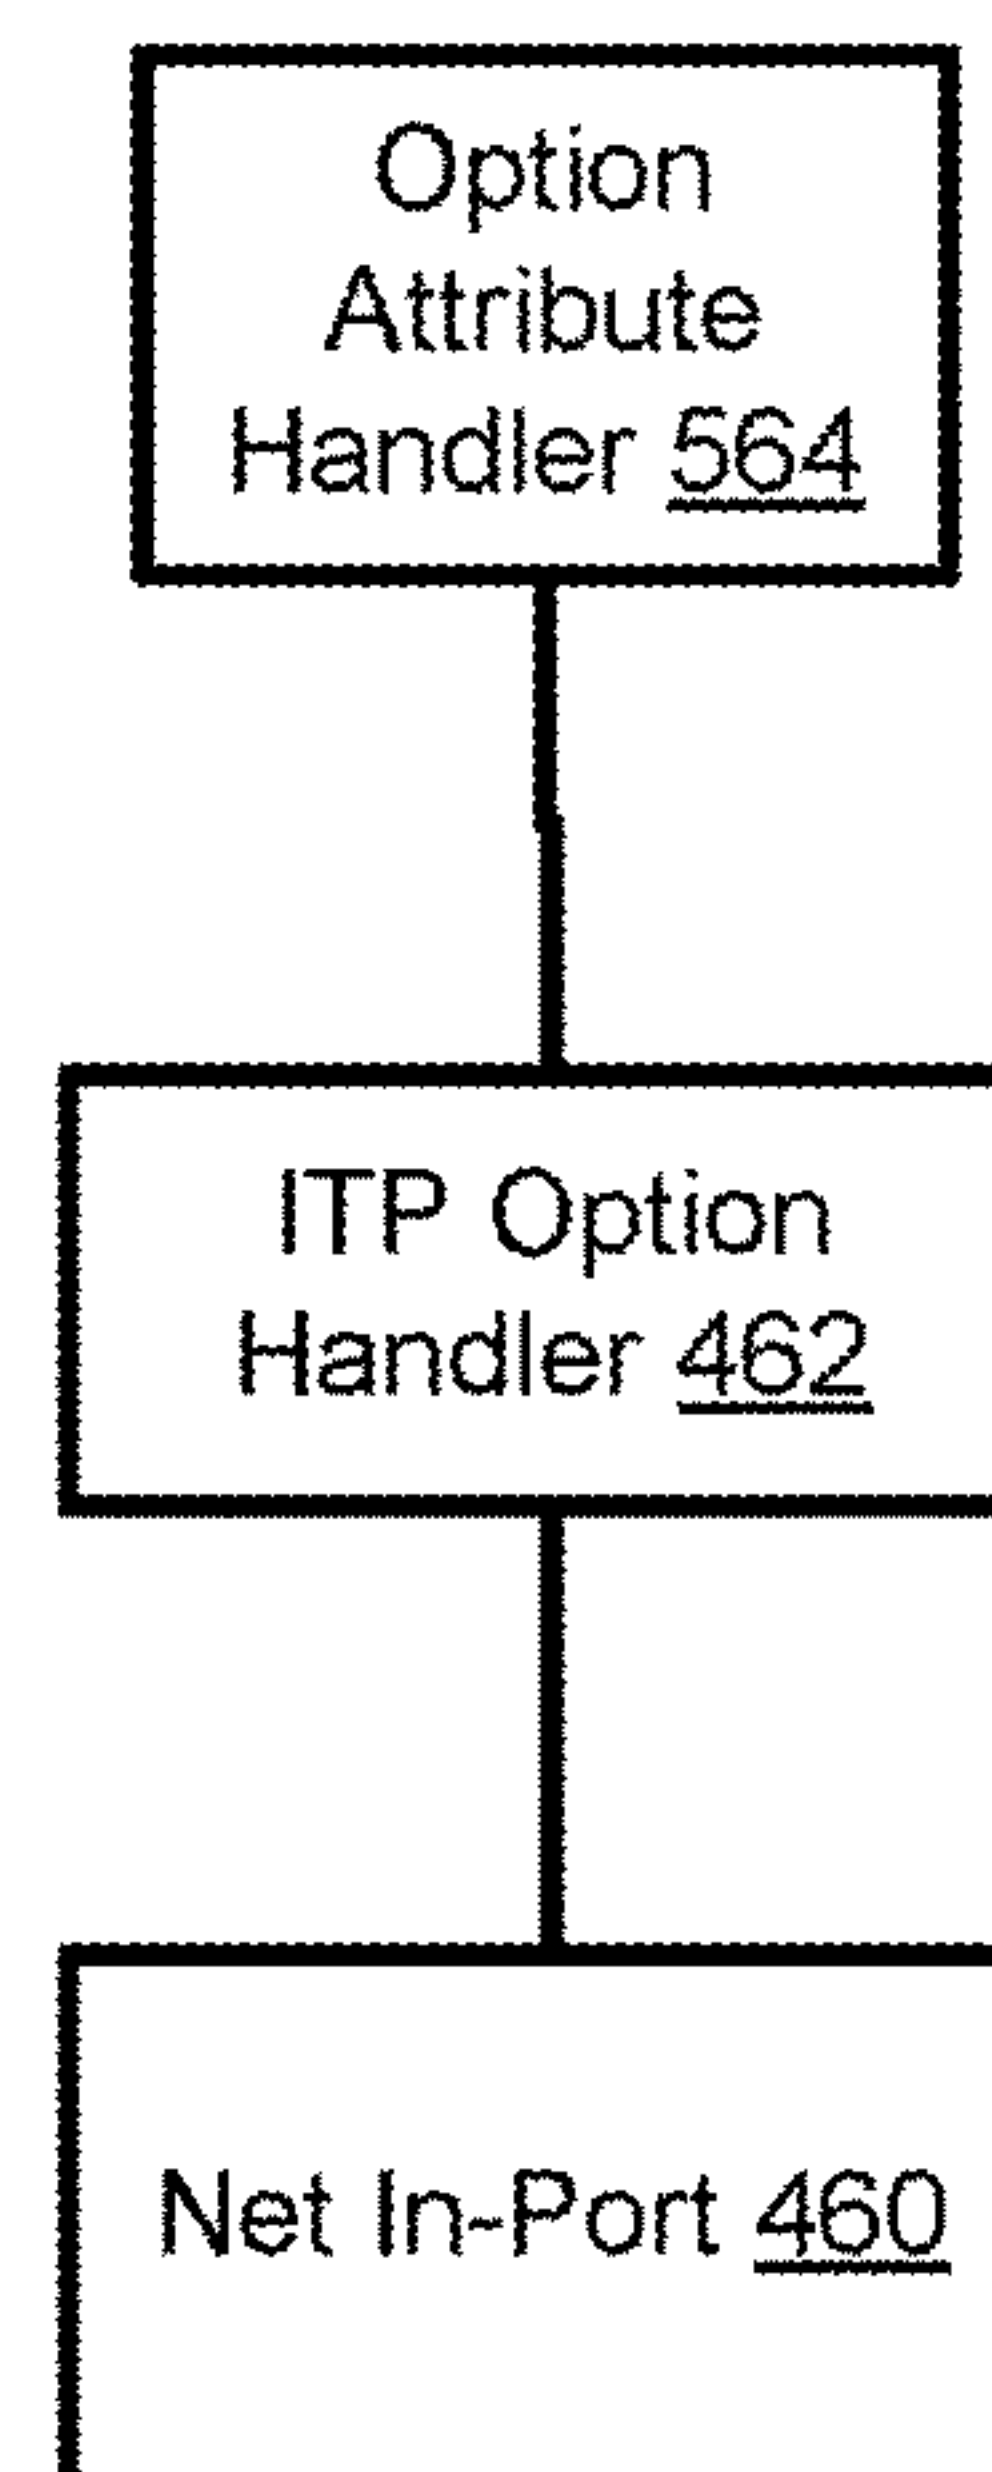 Option
Attribute
Handler 564
ITP Option
Handler 462
Net In-Port 460